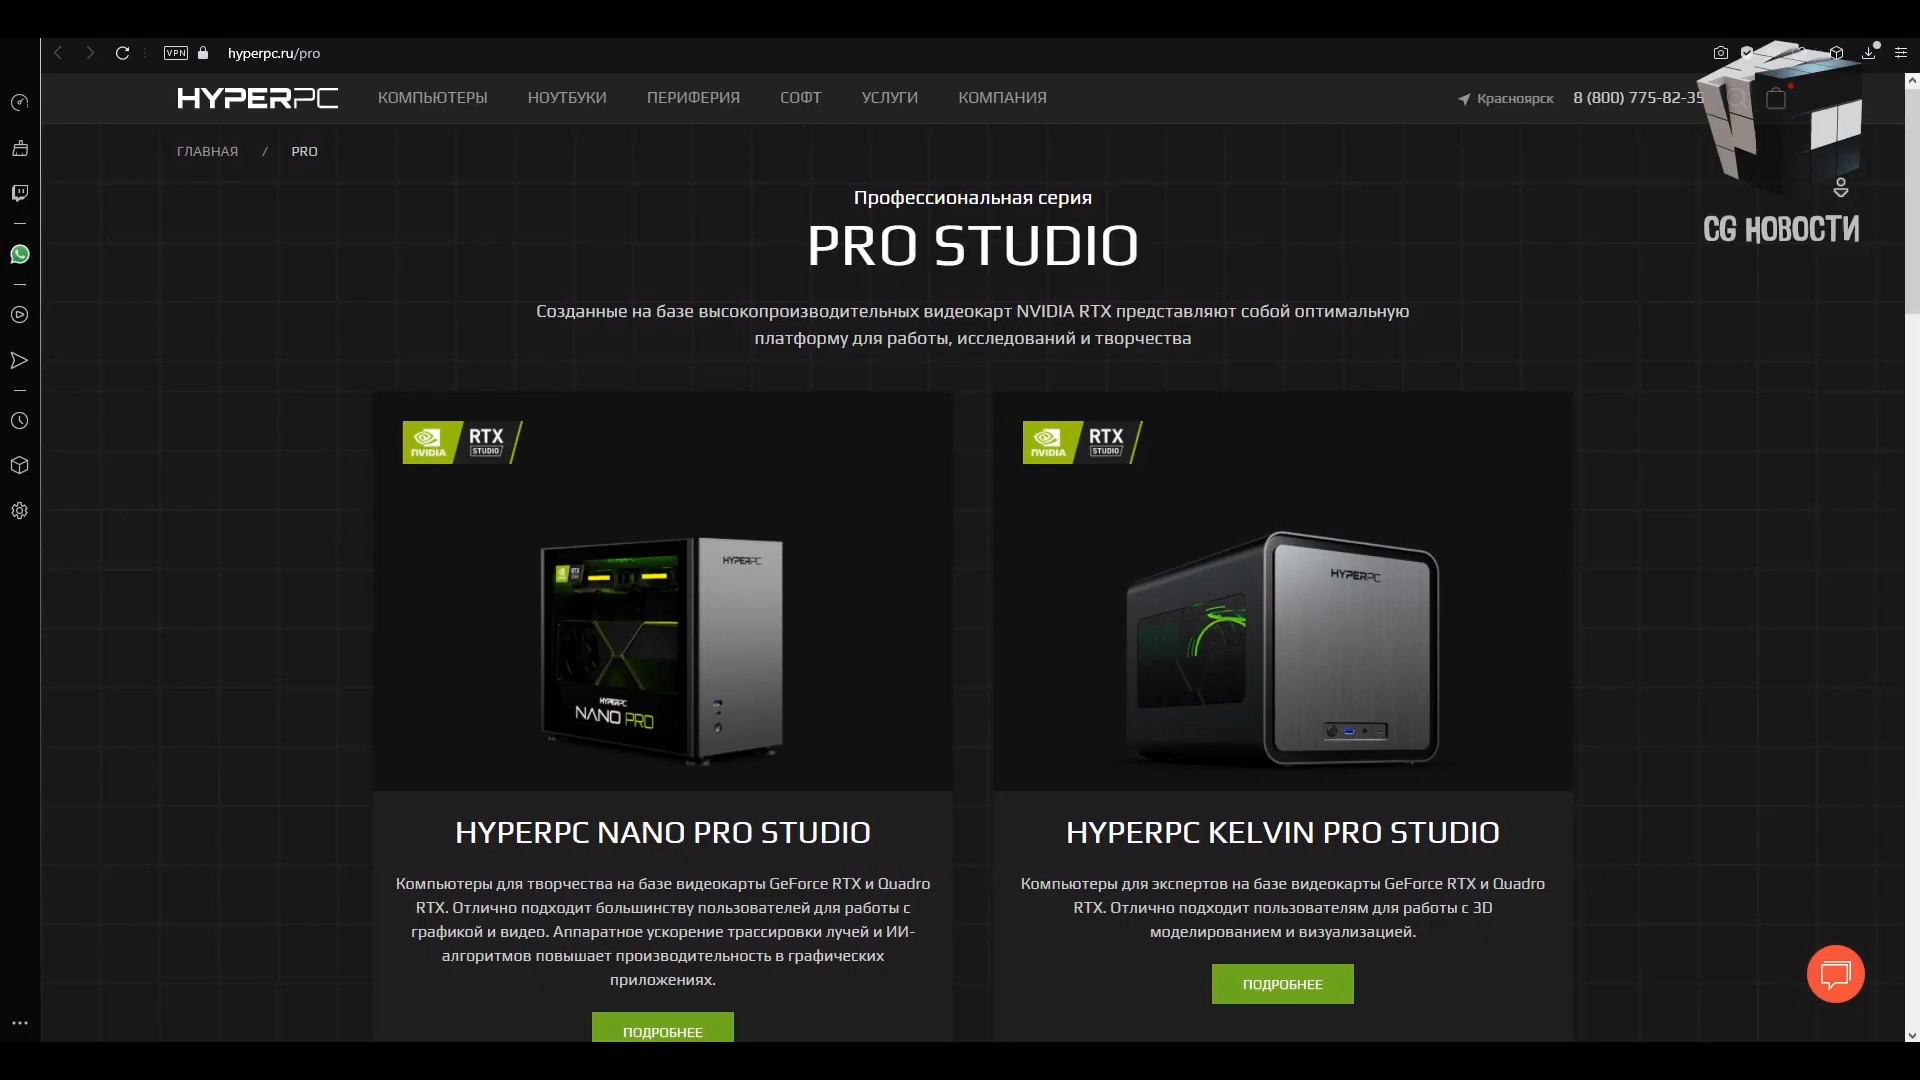 VPN
hyperpc.ru/pro
HYPERPC
КОМПЬЮТЕРЫ
НОУТБУКИ
ПЕРИФЕРИЯ
СОФТ
УСЛУГИ
КОМПАНИЯ
Красноярск
8 (800) 775-82-35
ГЛАВНАЯ / PRO
CG НОВОСТИ
Профессиональная серия
PRO STUDIO
Созданные на базе высокопроизводительных видеокарт NVIDIA RTX представляют собой оптимальную
платформу для работы, исследований и творчества
NVIDIA
RTX
STUDIO
NVIDIA
RTX
STUDIO
HYPERPC
HYPERPC
NANO PRO
HYPERPC
HYPERPC NANO PRO STUDIO
Компьютеры для творчества на базе видеокарты GeForce RTX и Quadro
RTX. Отлично подходит большинству пользователей для работы с
графикой и видео. Аппаратное ускорение трассировки лучей и ИИ-
алгоритмов повышает производительность в графических
приложениях.
ПОДРОБНЕЕ
HYPERPC KELVIN PRO STUDIO
Компьютеры для экспертов на базе видеокарты GeForce RTX и Quadro
RTX. Отлично подходит пользователям для работы с 3D
моделированием и визуализацией.
ПОДРОБНЕЕ